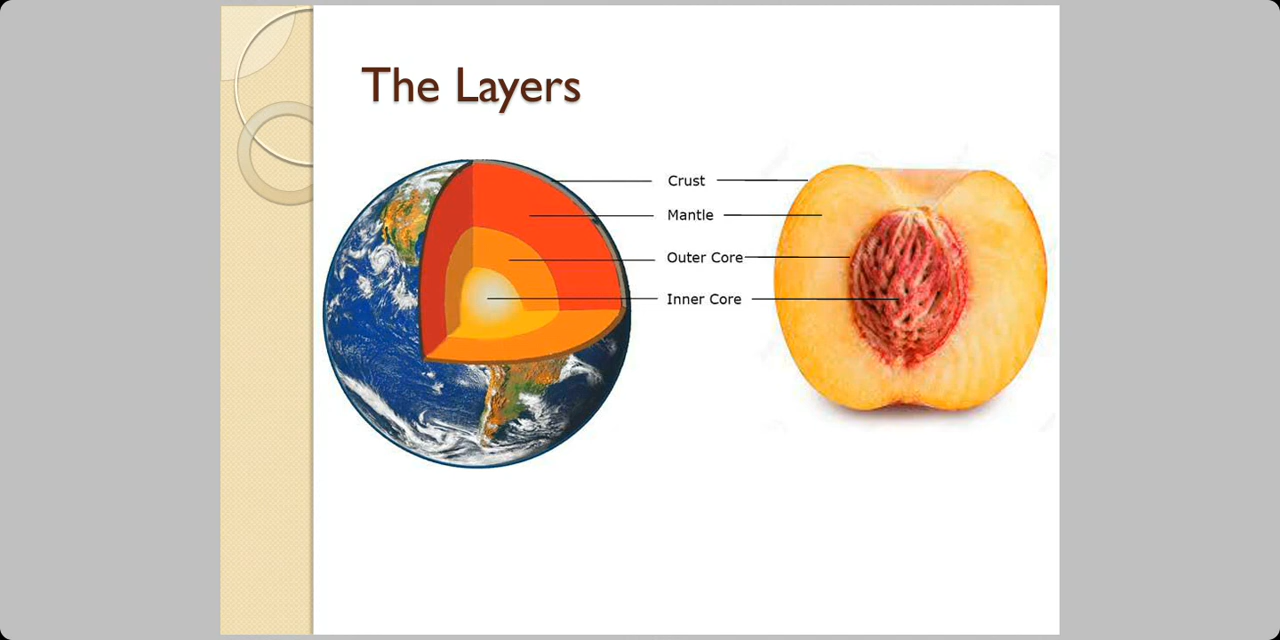 The Layers
Crust
Mantle
Outer Core
Inner Core